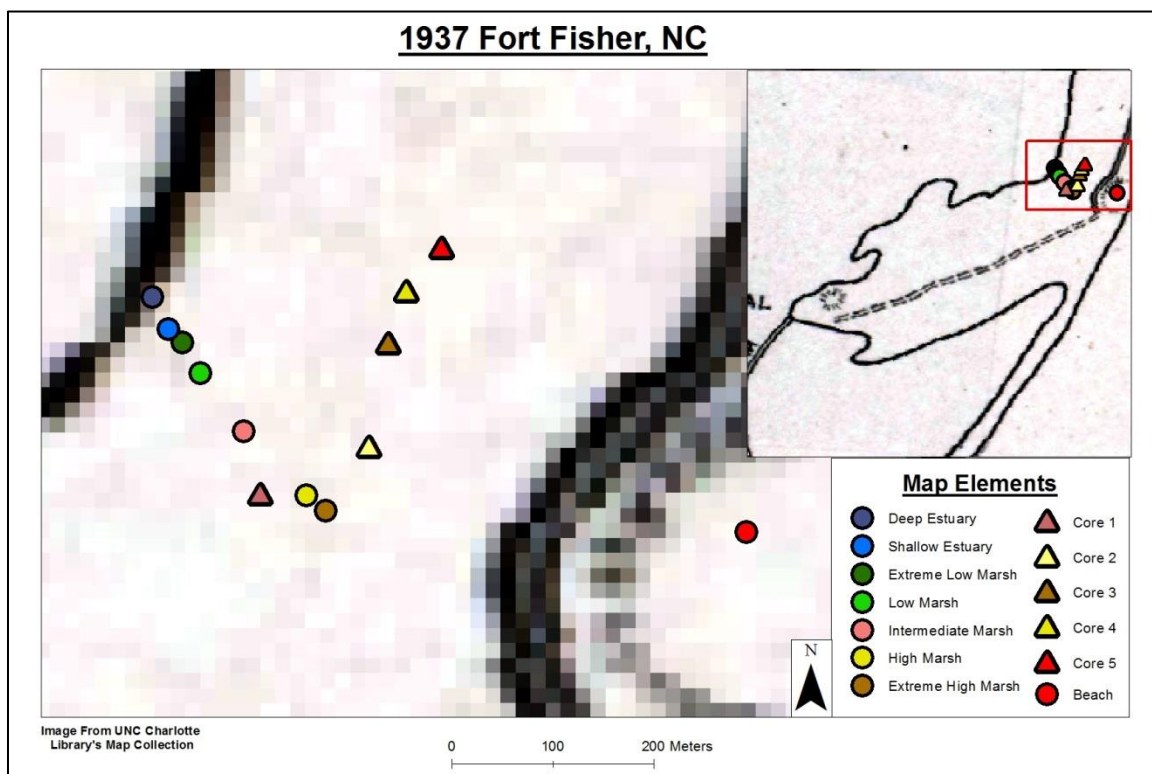 1937 Fort Fisher, NC
AL
Map Elements
Deep Estuary
Shallow Estuary
Extreme Low Marsh
Low Marsh
Intermediate Marsh
High Marsh
Extreme High Marsh
Core 1
Core 2
Core 3
Core 4
Core 5
Beach
N
Image From UNC Charlotte
Library's Map Collection
0 100 200 Meters